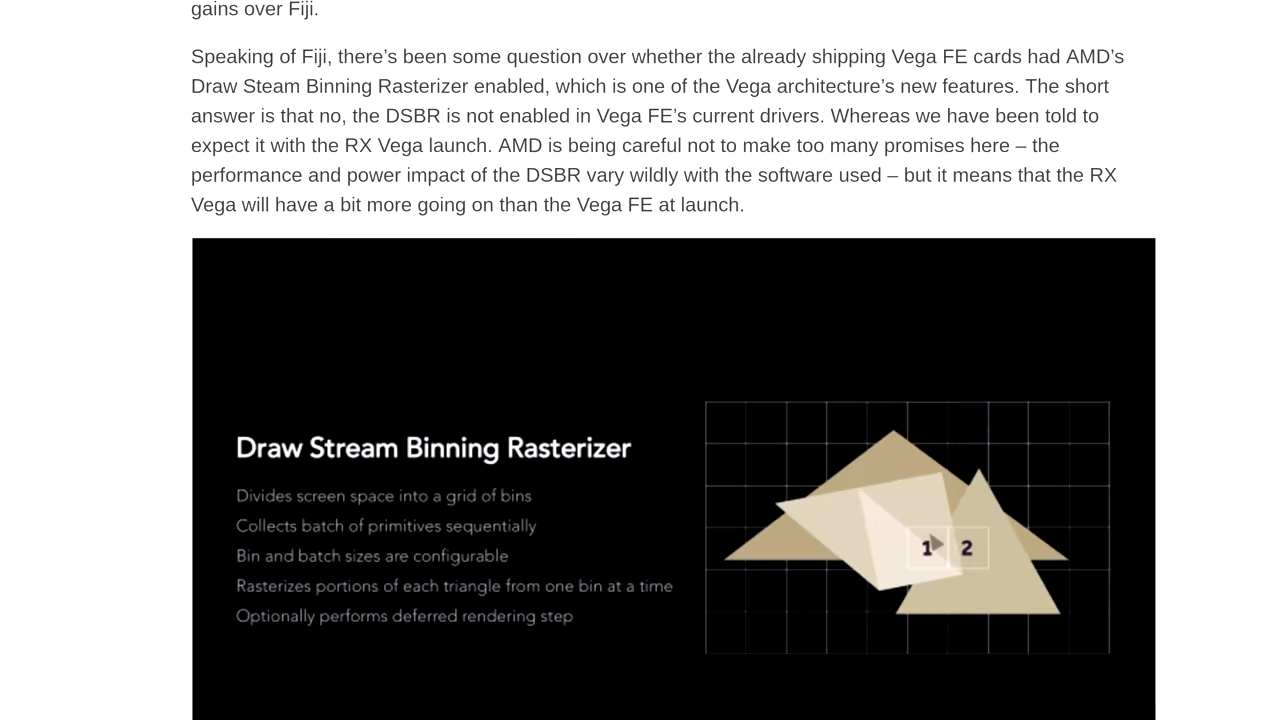 gains over Fiji.
Speaking of Fiji, there’s been some question over whether the already shipping Vega FE cards had AMD’s
Draw Steam Binning Rasterizer enabled, which is one of the Vega architecture’s new features. The short
answer is that no, the DSBR is not enabled in Vega FE’s current drivers. Whereas we have been told to
expect it with the RX Vega launch. AMD is being careful not to make too many promises here – the
performance and power impact of the DSBR vary wildly with the software used – but it means that the RX
Vega will have a bit more going on than the Vega FE at launch.
Draw Stream Binning Rasterizer
Divides screen space into a grid of bins
Collects batch of primitives sequentially
Bin and batch sizes are configurable
Rasterizes portions of each triangle from one bin at a time
Optionally performs deferred rendering step
1 2